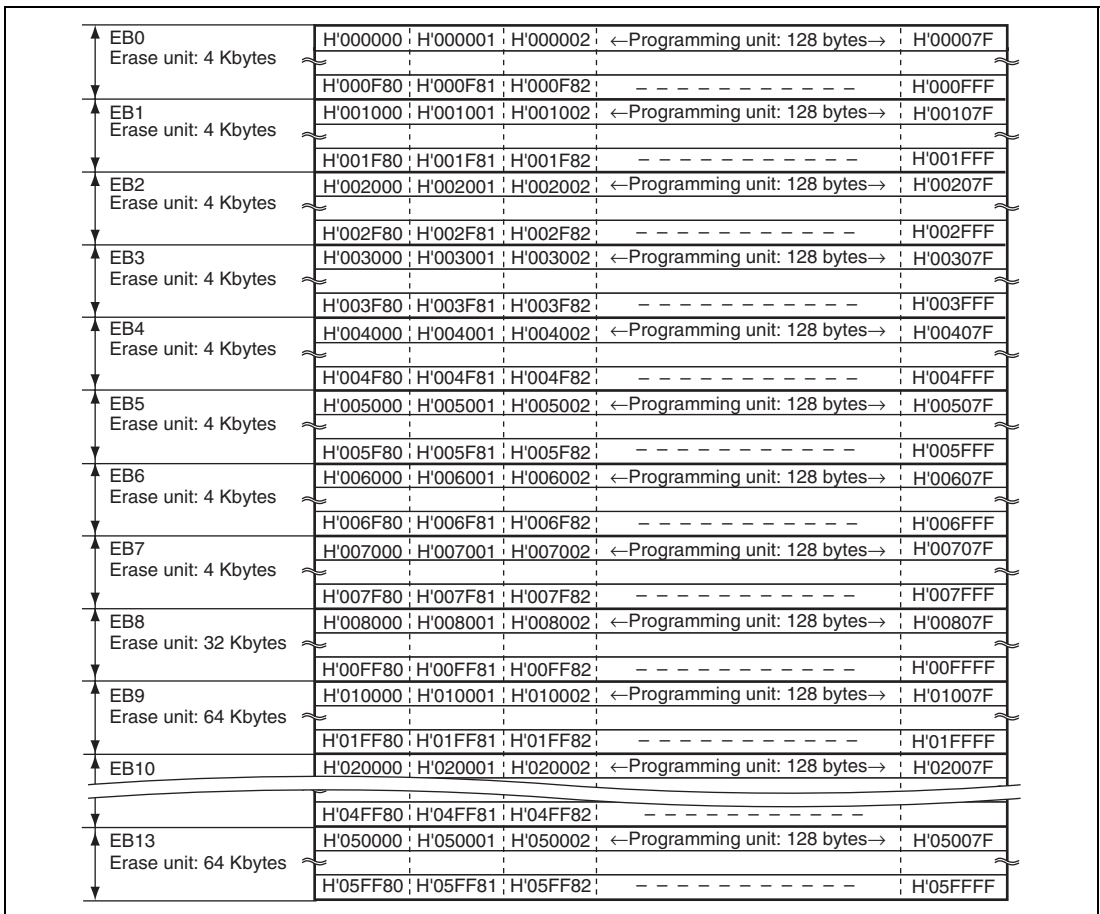 EB0 H'000000 H'000001 H'000002 ←Programming unit: 128 bytes→ H'00007F
Erase unit: 4 Kbytes
H'000F80 H'000F81 H'000F82 – – – – – – – – – – – H'000FFF
EB1 H'001000 H'001001 H'001002 ←Programming unit: 128 bytes→ H'00107F
Erase unit: 4 Kbytes
H'001F80 H'001F81 H'001F82 – – – – – – – – – – – H'001FFF
EB2 H'002000 H'002001 H'002002 ←Programming unit: 128 bytes→ H'00207F
Erase unit: 4 Kbytes
H'002F80 H'002F81 H'002F82 – – – – – – – – – – – H'002FFF
EB3 H'003000 H'003001 H'003002 ←Programming unit: 128 bytes→ H'00307F
Erase unit: 4 Kbytes
H'003F80 H'003F81 H'003F82 – – – – – – – – – – – H'003FFF
EB4 H'004000 H'004001 H'004002 ←Programming unit: 128 bytes→ H'00407F
Erase unit: 4 Kbytes
H'004F80 H'004F81 H'004F82 – – – – – – – – – – – H'004FFF
EB5 H'005000 H'005001 H'005002 ←Programming unit: 128 bytes→ H'00507F
Erase unit: 4 Kbytes
H'005F80 H'005F81 H'005F82 – – – – – – – – – – – H'005FFF
EB6 H'006000 H'006001 H'006002 ←Programming unit: 128 bytes→ H'00607F
Erase unit: 4 Kbytes
H'006F80 H'006F81 H'006F82 – – – – – – – – – – – H'006FFF
EB7 H'007000 H'007001 H'007002 ←Programming unit: 128 bytes→ H'00707F
Erase unit: 4 Kbytes
H'007F80 H'007F81 H'007F82 – – – – – – – – – – – H'007FFF
EB8 H'008000 H'008001 H'008002 ←Programming unit: 128 bytes→ H'00807F
Erase unit: 32 Kbytes
H'00FF80 H'00FF81 H'00FF82 – – – – – – – – – – – H'00FFFF
EB9 H'010000 H'010001 H'010002 ←Programming unit: 128 bytes→ H'01007F
Erase unit: 64 Kbytes
H'01FF80 H'01FF81 H'01FF82 – – – – – – – – – – – H'01FFFF
EB10 H'020000 H'020001 H'020002 ←Programming unit: 128 bytes→ H'02007F
H'04FF80 H'04FF81 H'04FF82 – – – – – – – – – – –
EB13 H'050000 H'050001 H'050002 ←Programming unit: 128 bytes→ H'05007F
Erase unit: 64 Kbytes
H'05FF80 H'05FF81 H'05FF82 – – – – – – – – – – – H'05FFFF